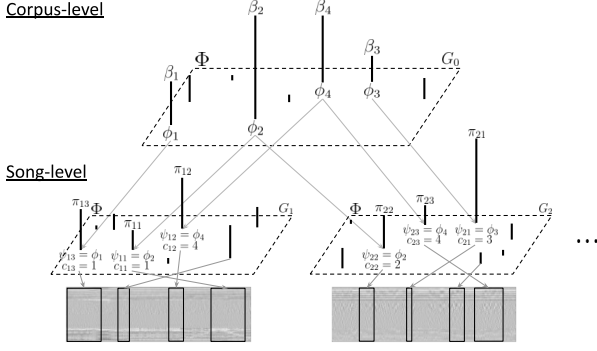 Corpus-level
β₂ β₄
β₃
Φ G₀
β₁
ϕ₄ ϕ₃
ϕ₁ ϕ₂
π₂₁
Song-level
π₁₂
π₁₃ Φ π₁₁ G₁ Φ π₂₂ π₂₃ G₂
ψ₁₂ = ϕ₄ ψ₂₃ = ϕ₄ ψ₂₁ = ϕ₃
c₁₂ = 4 c₂₃ = 4 c₂₁ = 3
ψ₁₃ = ϕ₁ ψ₁₁ = ϕ₂ ψ₂₂ = ϕ₂
c₁₃ = 1 c₁₁ = 1 c₂₂ = 2
...